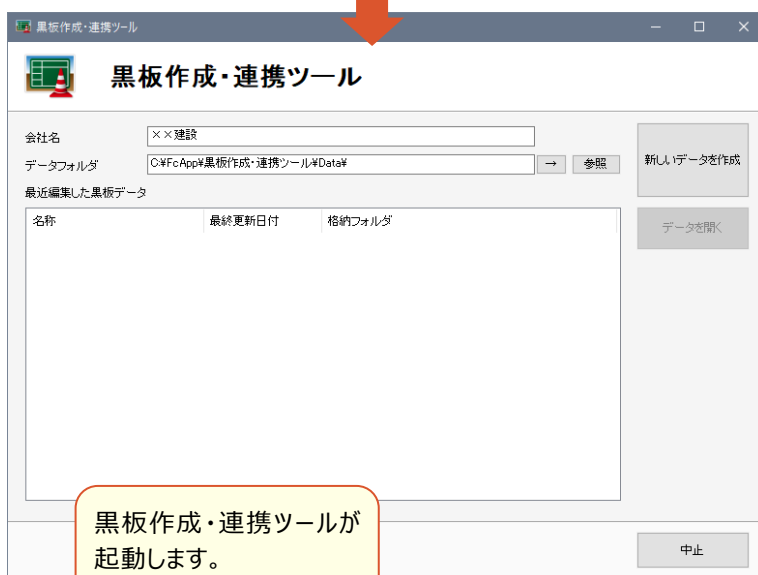 黒板作成・連携ツール
黒板作成・連携ツール
会社名 ××建設
データフォルダ C:¥FcApp¥黒板作成・連携ツール¥Data¥ → 参照
最近編集した黒板データ
名称 最終更新日付 格納フォルダ
新しいデータを作成
データを開く
黒板作成・連携ツールが
起動します。
中止